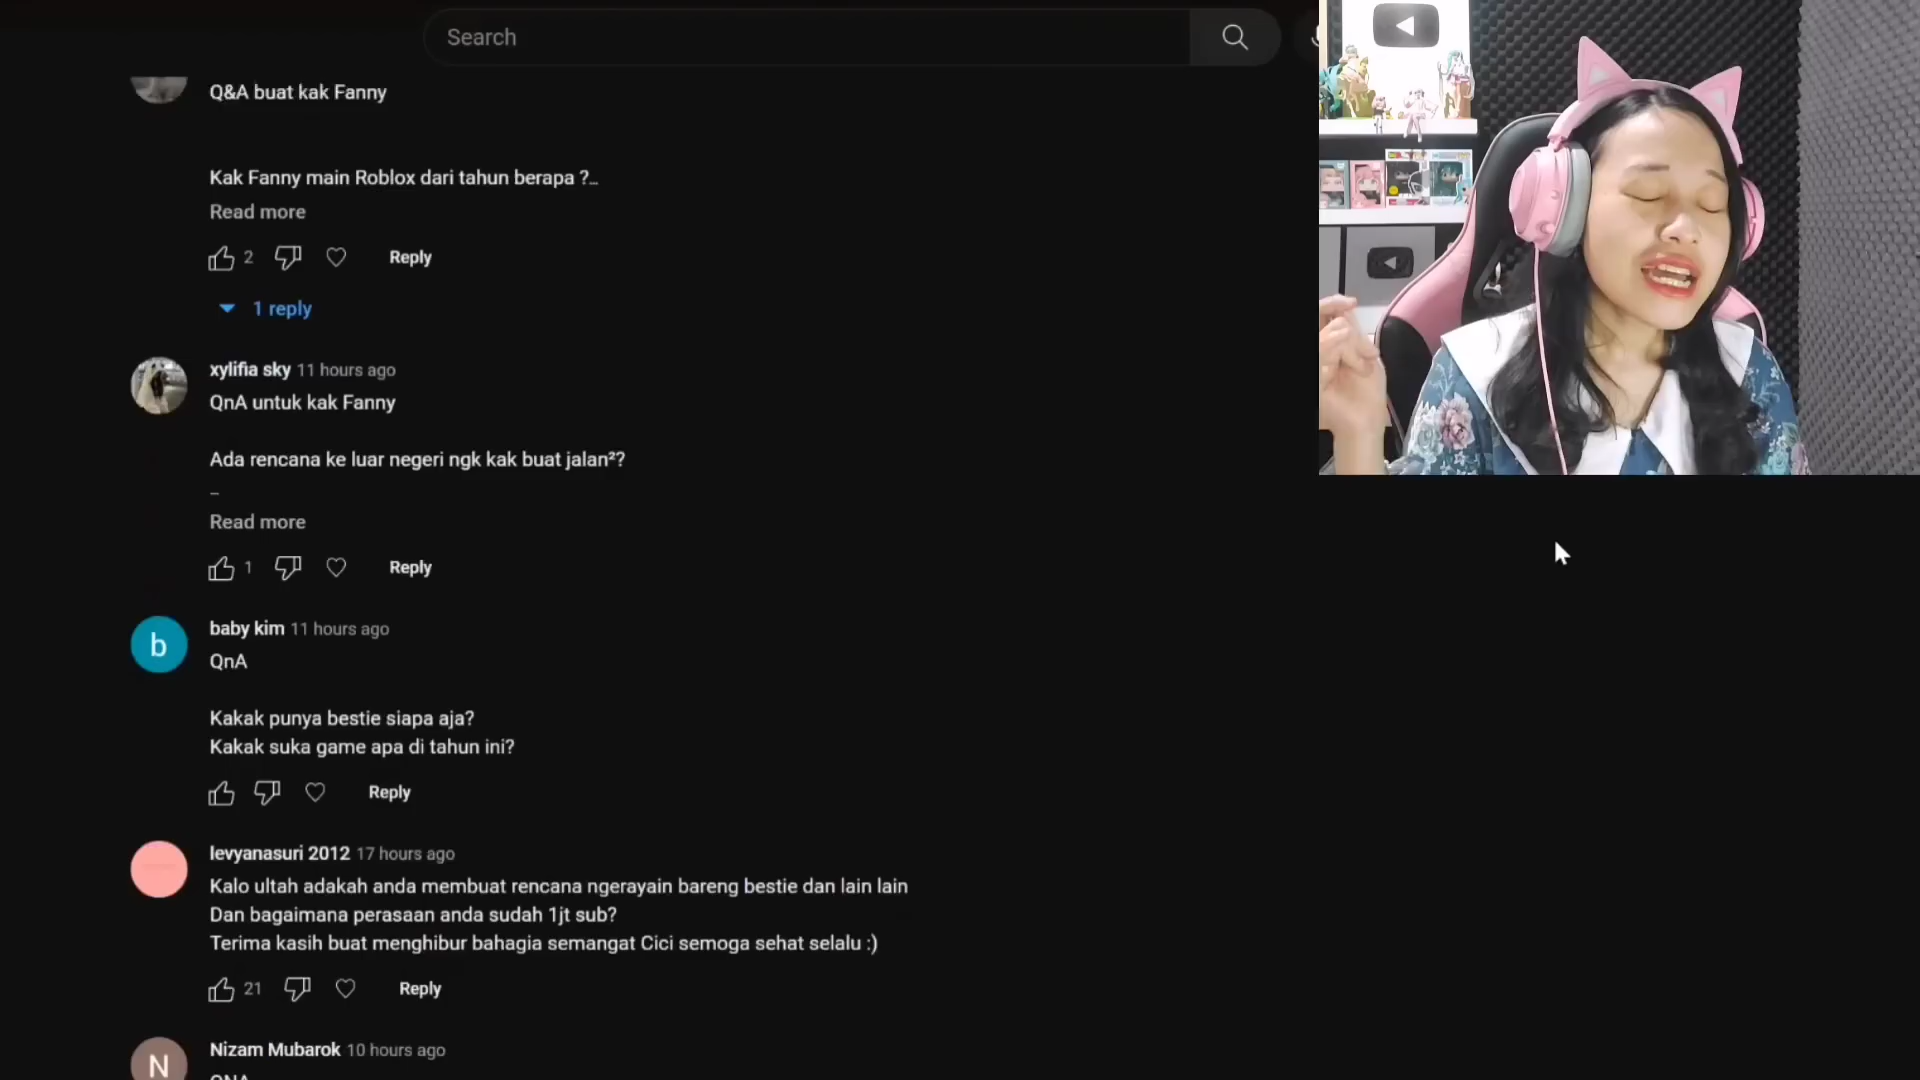 Search
Q&A buat kak Fanny
Kak Fanny main Roblox dari tahun berapa ?..
Read more
2
Reply
1 reply
xylifia sky 11 hours ago
QnA untuk kak Fanny
Ada rencana ke luar negeri ngk kak buat jalan²?
–
Read more
1
Reply
b
baby kim 11 hours ago
QnA
Kakak punya bestie siapa aja?
Kakak suka game apa di tahun ini?
Reply
levyanasuri 2012 17 hours ago
Kalo ultah adakah anda membuat rencana ngerayain bareng bestie dan lain lain
Dan bagaimana perasaan anda sudah 1jt sub?
Terima kasih buat menghibur bahagia semangat Cici semoga sehat selalu :)
21
Reply
N
Nizam Mubarok 10 hours ago
QNA